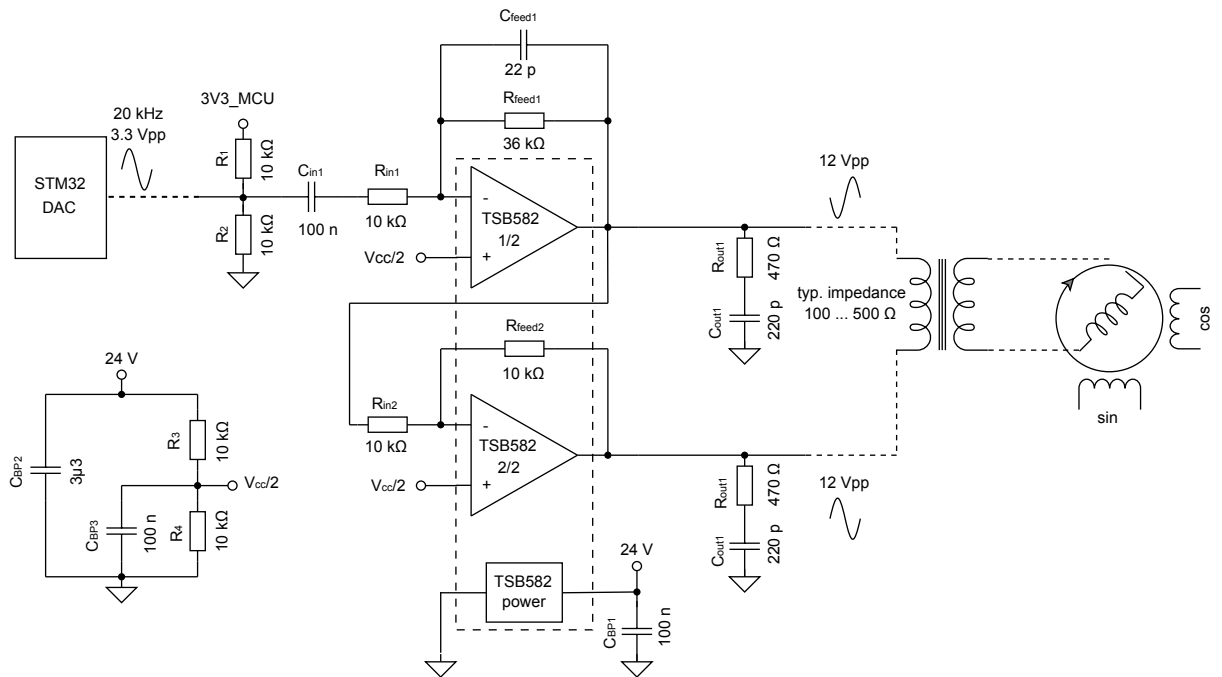 Cfeed1
22 p
Rfeed1
36 kΩ
20 kHz
3.3 Vpp
3V3_MCU
R1
10 kΩ
STM32
DAC
Cin1
100 n
Rin1
10 kΩ
R2
10 kΩ
-
TSB582
1/2
+
Vcc/2
12 Vpp
Rout1
470 Ω
Cout1
220 p
typ. impedance
100 ... 500 Ω
cos
sin
Rfeed2
10 kΩ
Rin2
10 kΩ
-
TSB582
2/2
+
Vcc/2
24 V
R3
10 kΩ
CBP2
3µ3
Vcc/2
CBP3
100 n
R4
10 kΩ
Rout1
470 Ω
Cout1
220 p
12 Vpp
TSB582
power
24 V
CBP1
100 n